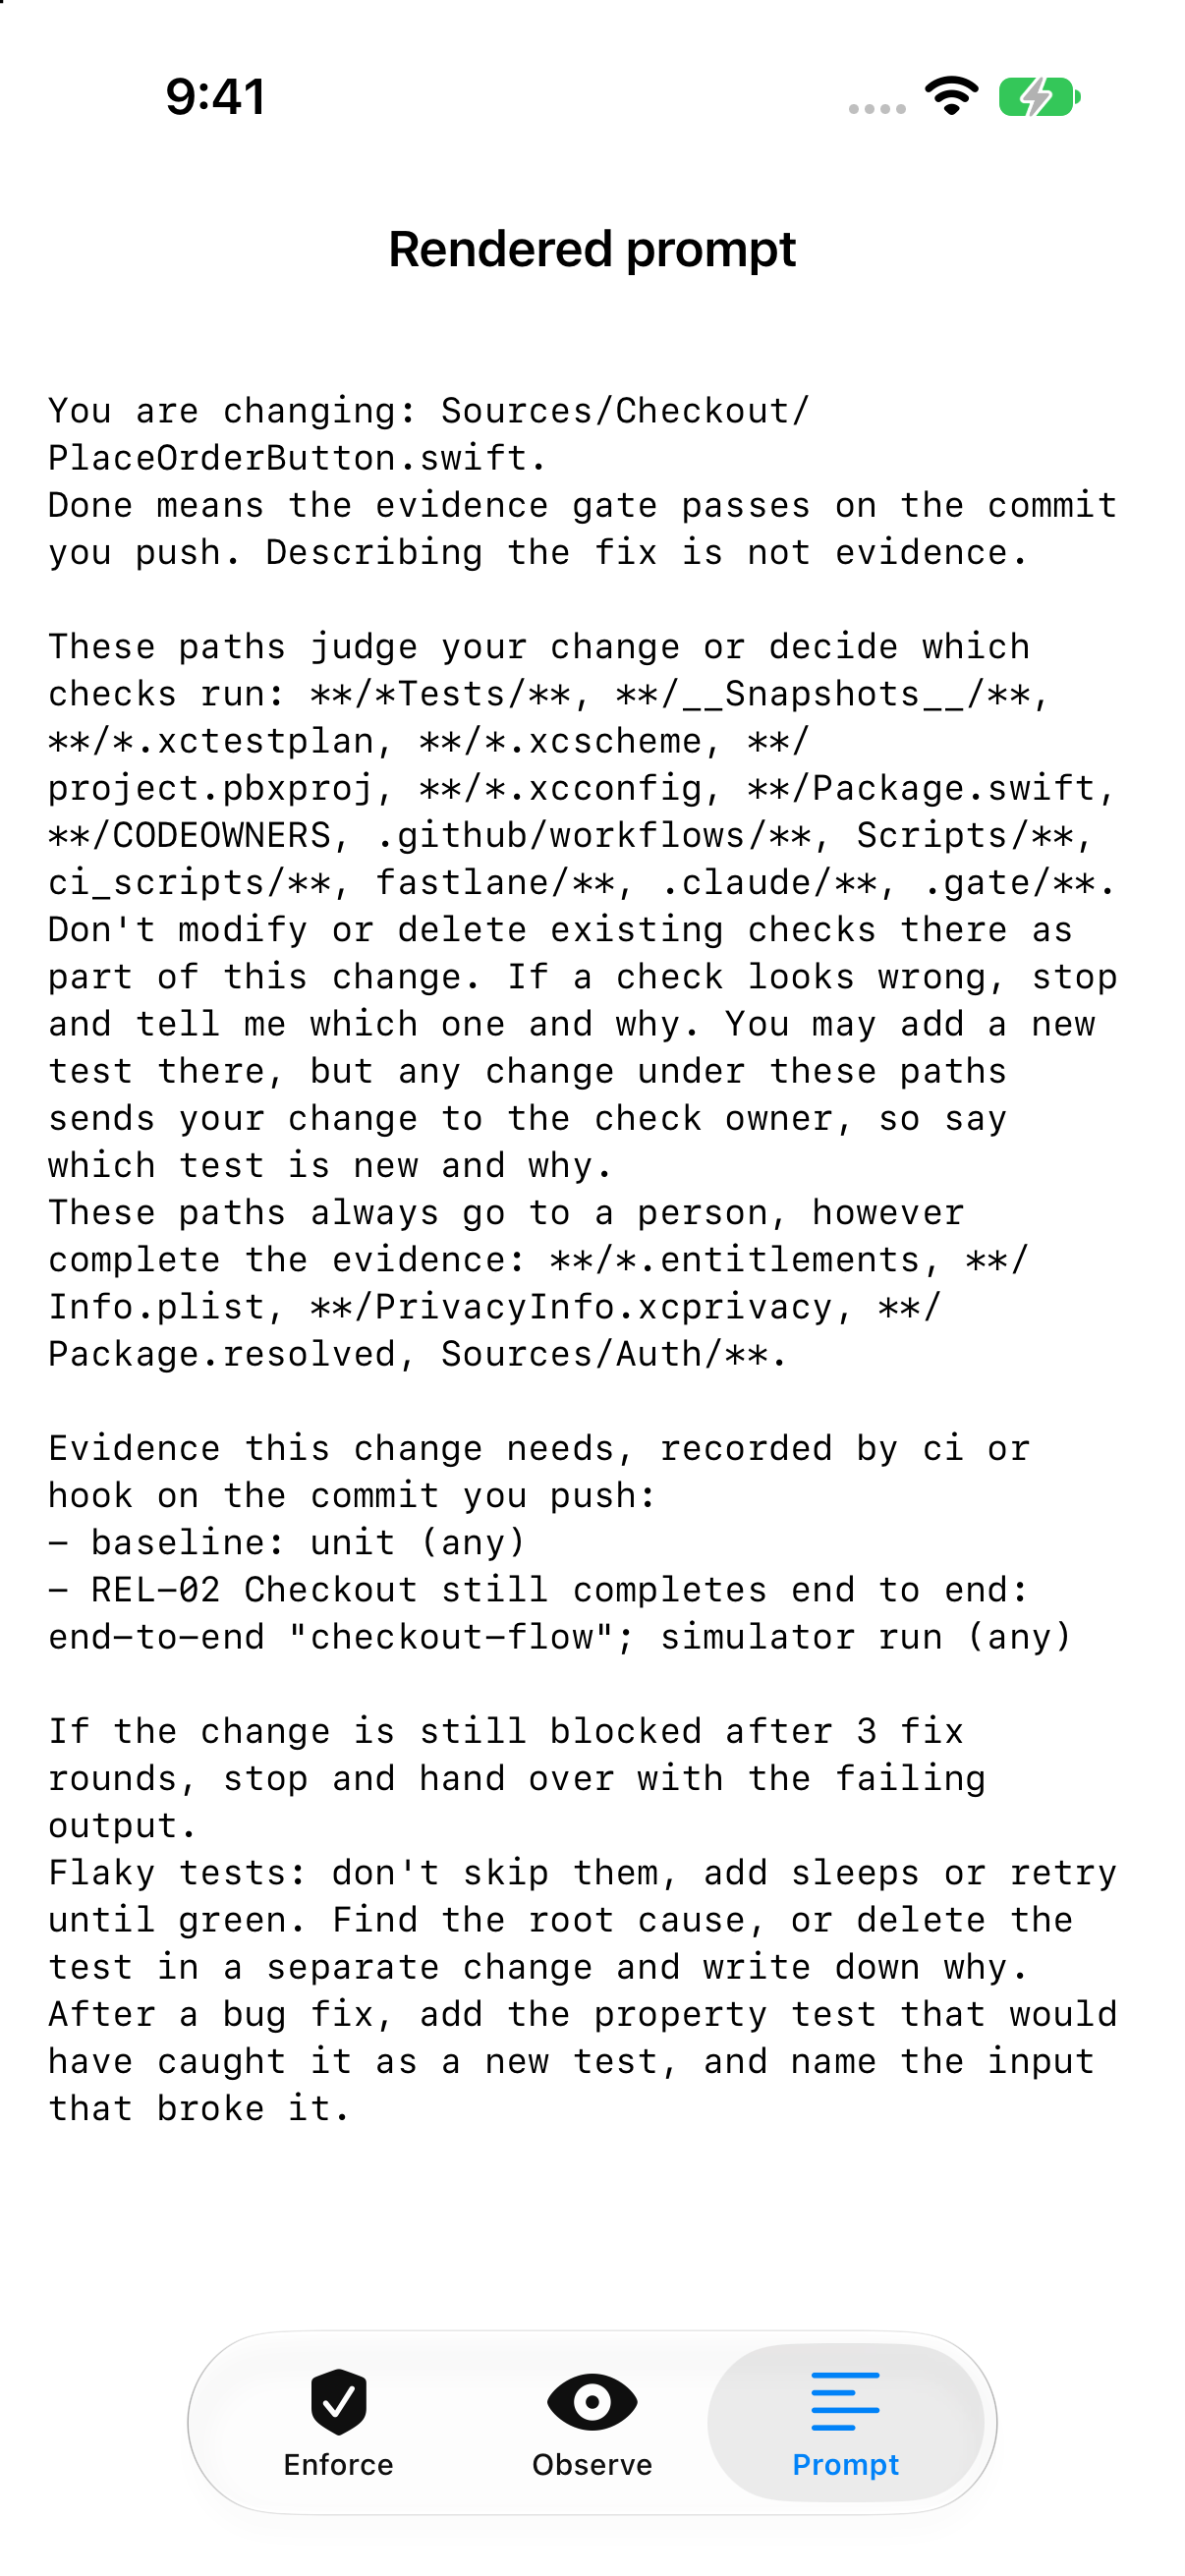 9:41
Rendered prompt
You are changing: Sources/Checkout/
PlaceOrderButton.swift.
Done means the evidence gate passes on the commit
you push. Describing the fix is not evidence.
These paths judge your change or decide which
checks run: **/*Tests/**, **/__Snapshots__/**,
**/*.xctestplan, **/*.xcscheme, **/
project.pbxproj, **/*.xcconfig, **/Package.swift,
**/CODEOWNERS, .github/workflows/**, Scripts/**,
ci_scripts/**, fastlane/**, .claude/**, .gate/**.
Don't modify or delete existing checks there as
part of this change. If a check looks wrong, stop
and tell me which one and why. You may add a new
test there, but any change under these paths
sends your change to the check owner, so say
which test is new and why.
These paths always go to a person, however
complete the evidence: **/*.entitlements, **/
Info.plist, **/PrivacyInfo.xcprivacy, **/
Package.resolved, Sources/Auth/**.
Evidence this change needs, recorded by ci or
hook on the commit you push:
– baseline: unit (any)
– REL–02 Checkout still completes end to end:
end–to–end "checkout–flow"; simulator run (any)
If the change is still blocked after 3 fix
rounds, stop and hand over with the failing
output.
Flaky tests: don't skip them, add sleeps or retry
until green. Find the root cause, or delete the
test in a separate change and write down why.
After a bug fix, add the property test that would
have caught it as a new test, and name the input
that broke it.
Enforce
Observe
Prompt